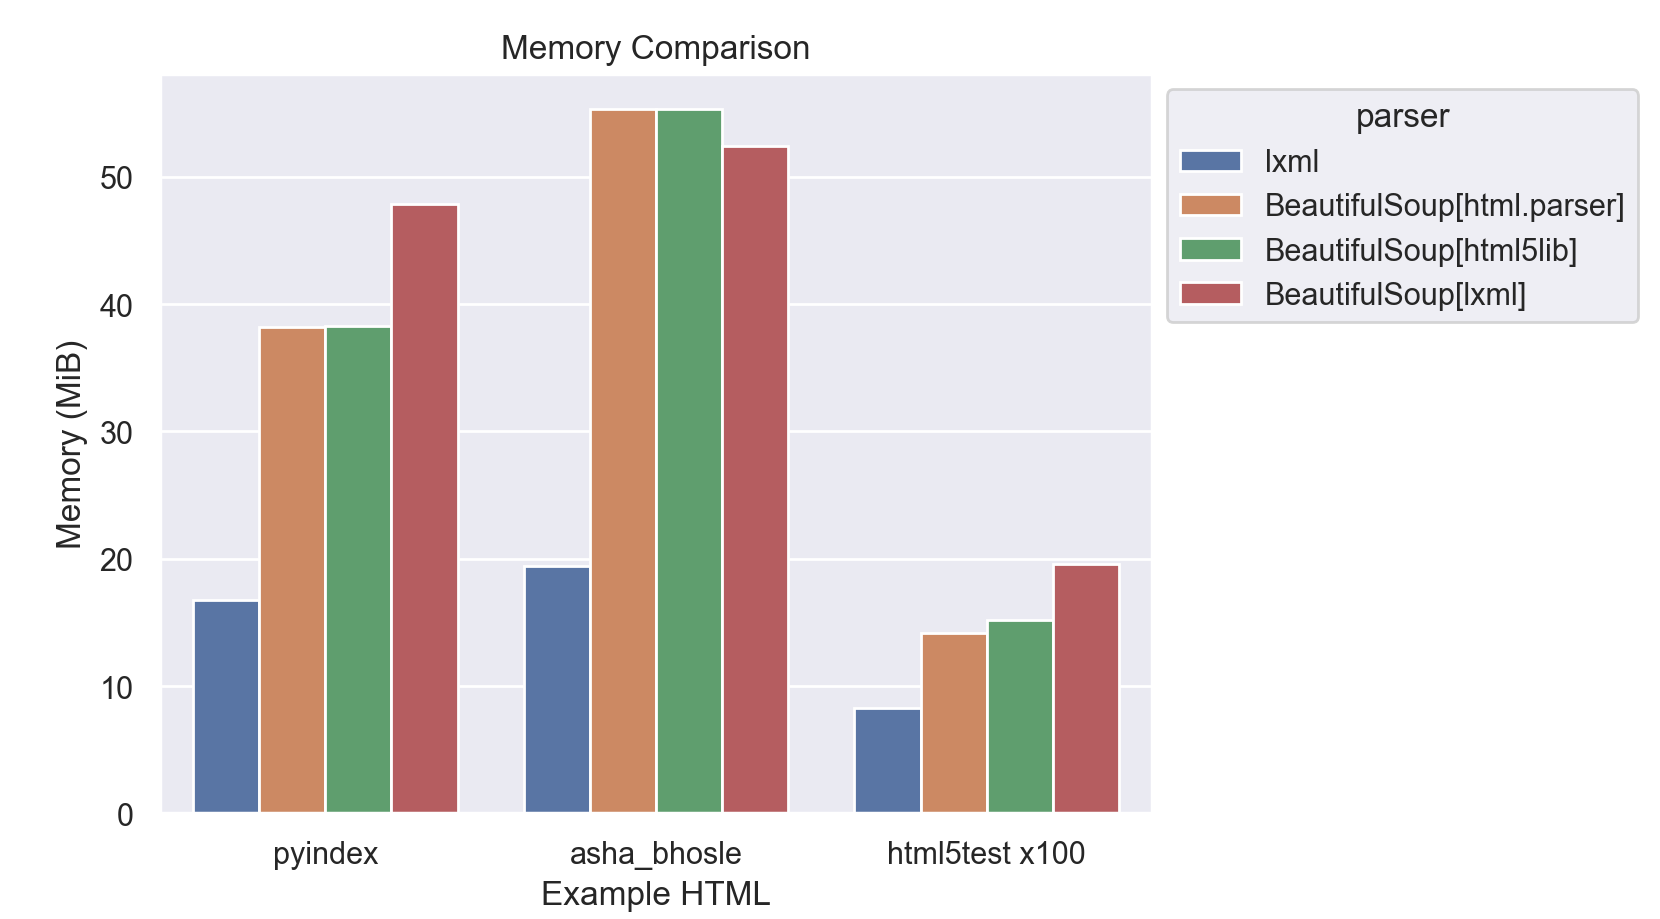 Memory Comparison
Memory (MiB)
50
40
30
20
10
0
pyindex
asha_bhosle
html5test x100
Example HTML
parser
lxml
BeautifulSoup[html.parser]
BeautifulSoup[html5lib]
BeautifulSoup[lxml]